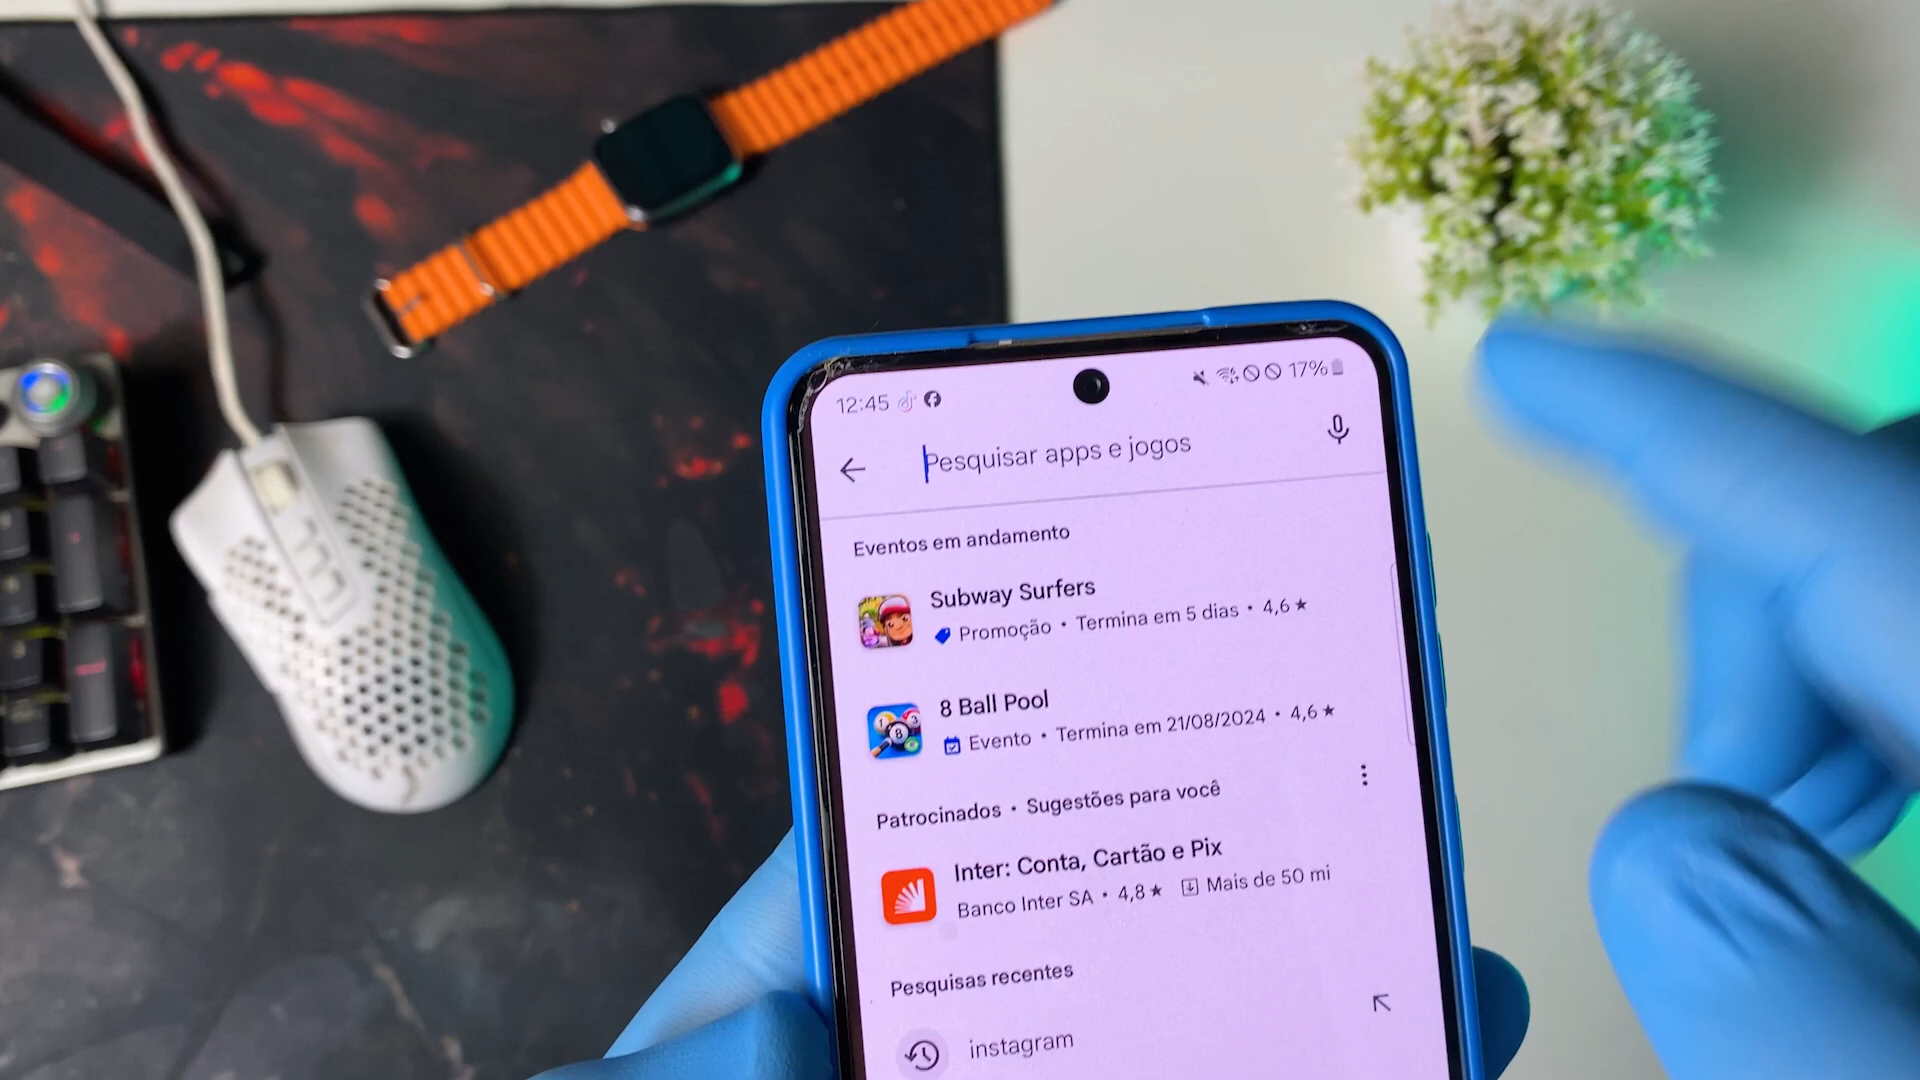 12:45 17%
Pesquisar apps e jogos
Eventos em andamento
Subway Surfers
Promoção • Termina em 5 dias • 4,6 ★
8 Ball Pool
Evento • Termina em 21/08/2024 • 4,6 ★
Patrocinados • Sugestões para você
Inter: Conta, Cartão e Pix
Banco Inter SA • 4,8 ★ Mais de 50 mi
Pesquisas recentes
instagram